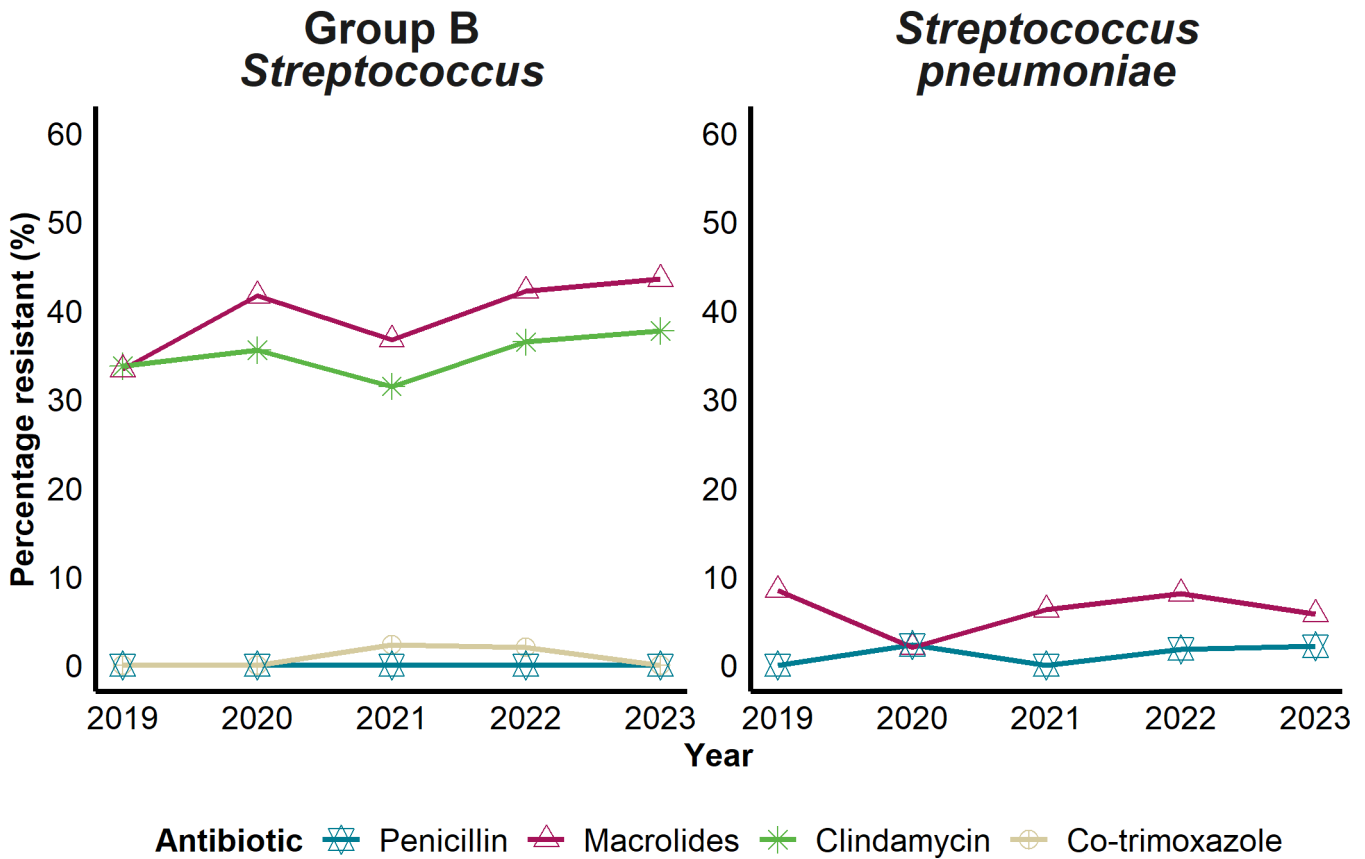 Group B
Streptococcus
Streptococcus
pneumoniae
Percentage resistant (%)
60
50
40
30
20
10
0
2019 2020 2021 2022 2023
60
50
40
30
20
10
0
2019 2020 2021 2022 2023
Year
Antibiotic Penicillin Macrolides Clindamycin Co-trimoxazole